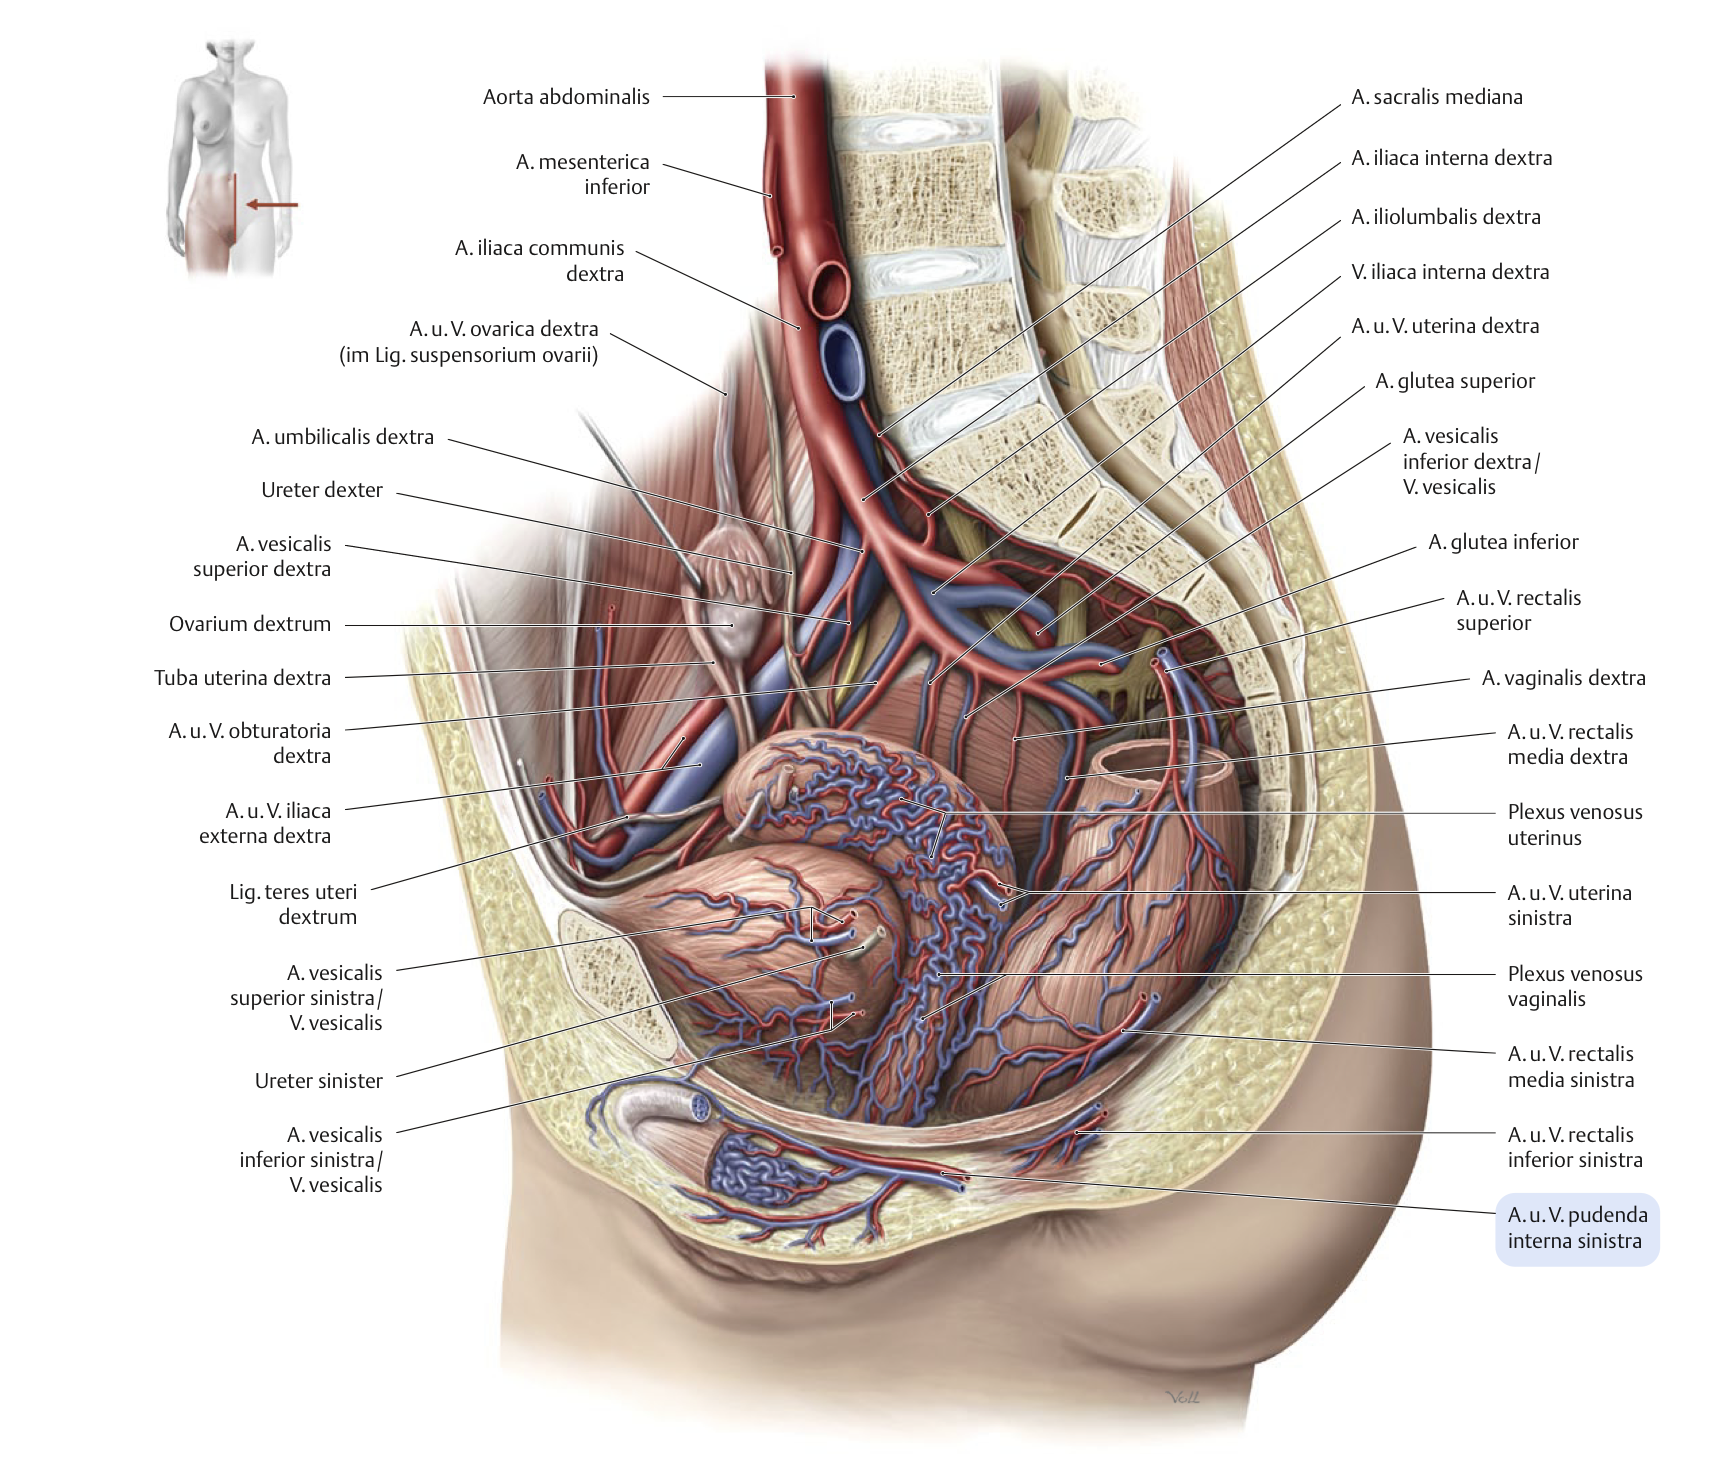 Aorta abdominalis
A. mesenterica
inferior
A. iliaca communis
dextra
A. u. V. ovarica dextra
(im Lig. suspensorium ovarii)
A. umbilicalis dextra
Ureter dexter
A. vesicalis
superior dextra
Ovarium dextrum
Tuba uterina dextra
A. u. V. obturatoria
dextra
A. u. V. iliaca
externa dextra
Lig. teres uteri
dextrum
A. vesicalis
superior sinistra/
V. vesicalis
Ureter sinister
A. vesicalis
inferior sinistra/
V. vesicalis
A. sacralis mediana
A. iliaca interna dextra
A. iliolumbalis dextra
V. iliaca interna dextra
A. u. V. uterina dextra
A. glutea superior
A. vesicalis
inferior dextra/
V. vesicalis
A. glutea inferior
A. u. V. rectalis
superior
A. vaginalis dextra
A. u. V. rectalis
media dextra
Plexus venosus
uterinus
A. u. V. uterina
sinistra
Plexus venosus
vaginalis
A. u. V. rectalis
media sinistra
A. u. V. rectalis
inferior sinistra
A. u. V. pudenda
interna sinistra
Voll